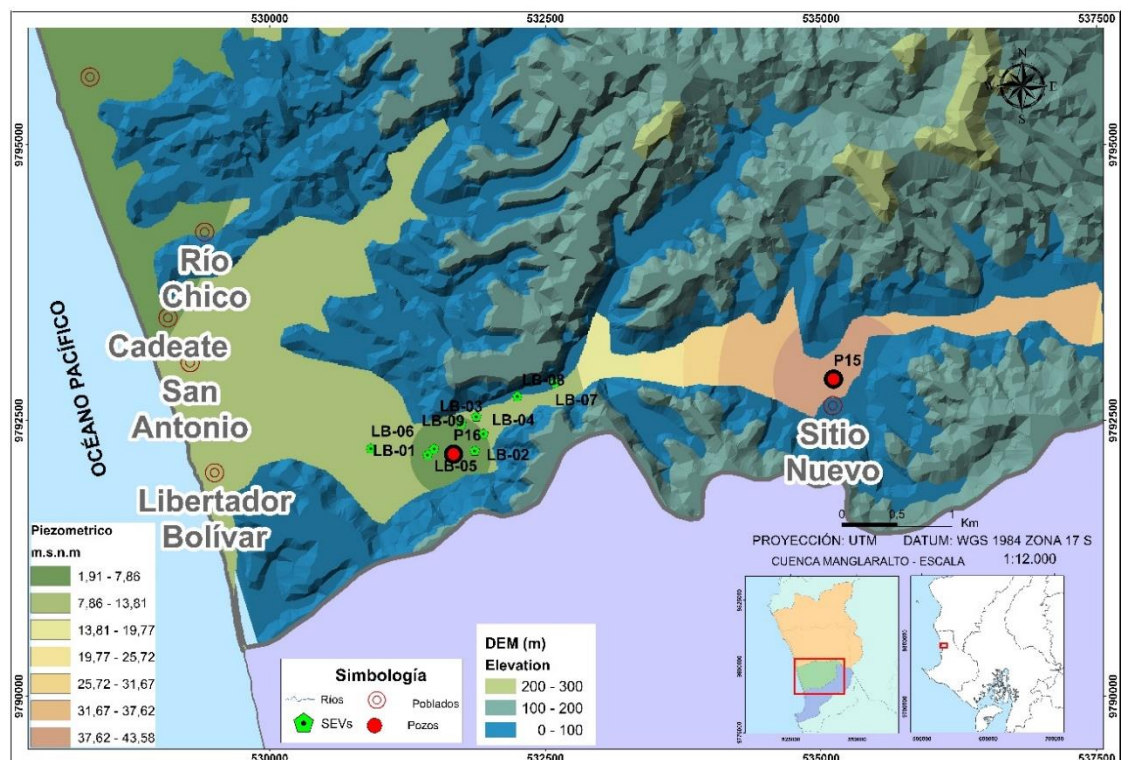 530000
532500
535000
537500
N
E
S
9795000
9795000
Río
Chico
OCÉANO PACÍFICO
Cadeate
San
Antonio
P15
LB-08
LB-07
LB-03
LB-09
LB-04
LB-06
P16
LB-01
LB-02
LB-05
9792500
9792500
Sitio
Nuevo
Libertador
Bolívar
0 0,5 1
Km
PROYECCIÓN: UTM DATUM: WGS 1984 ZONA 17 S
CUENCA MANGLARALTO - ESCALA 1:12.000
Piezometrico
m.s.n.m
1,91 - 7,86
7,86 - 13,81
13,81 - 19,77
19,77 - 25,72
25,72 - 31,67
31,67 - 37,62
37,62 - 43,58
Simbología
Ríos
Poblados
SEVs
Pozos
DEM (m)
Elevation
200 - 300
100 - 200
0 - 100
9790000
9790000
530000
532500
535000
537500